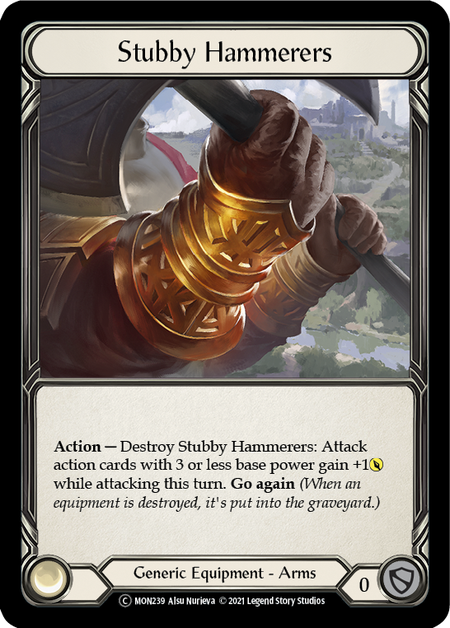 Stubby Hammerers
Action — Destroy Stubby Hammerers: Attack
action cards with 3 or less base power gain +1
while attacking this turn. Go again (When an
equipment is destroyed, it's put into the graveyard.)
Generic Equipment - Arms
0
C MON239 Alsu Nurieva © 2021 Legend Story Studios